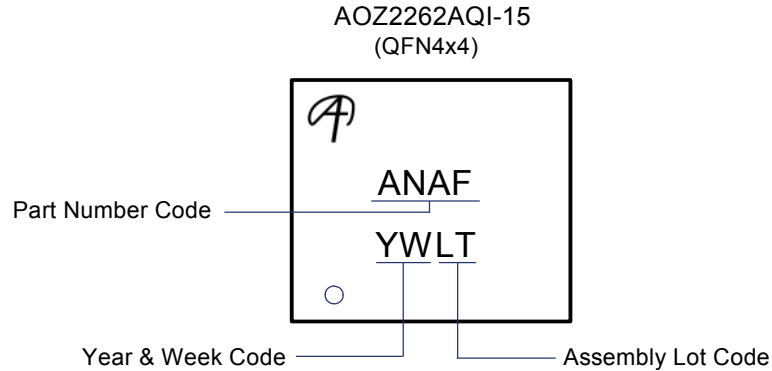 AOZ2262AQI-15
(QFN4x4)
ANAF
Part Number Code
YWLT
Year & Week Code
Assembly Lot Code